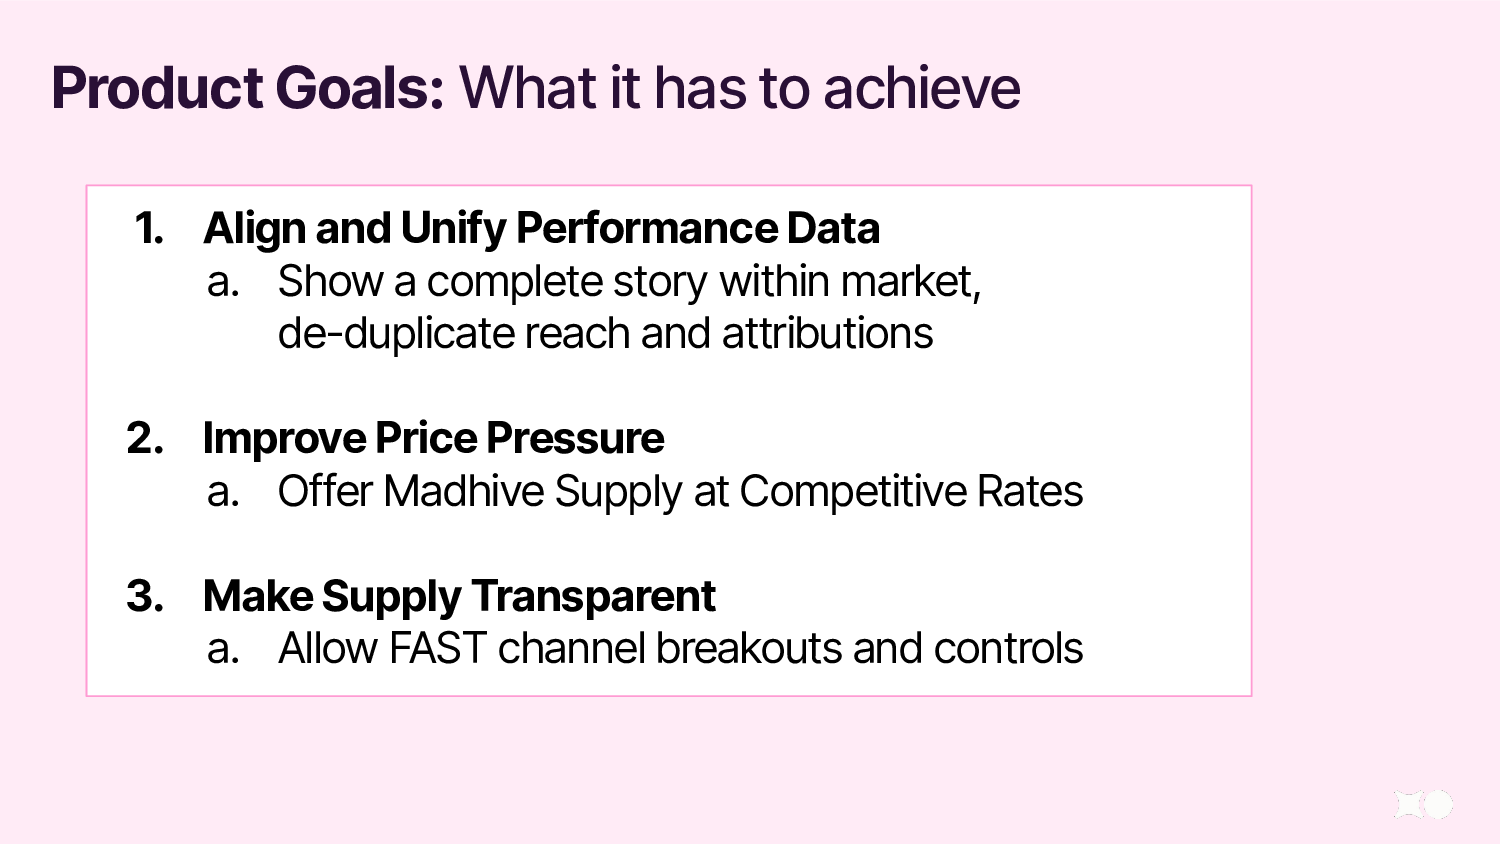 Product Goals: What it has to achieve
1. Align and Unify Performance Data
a. Show a complete story within market,
de-duplicate reach and attributions
2. Improve Price Pressure
a. Offer Madhive Supply at Competitive Rates
3. Make Supply Transparent
a. Allow FAST channel breakouts and controls